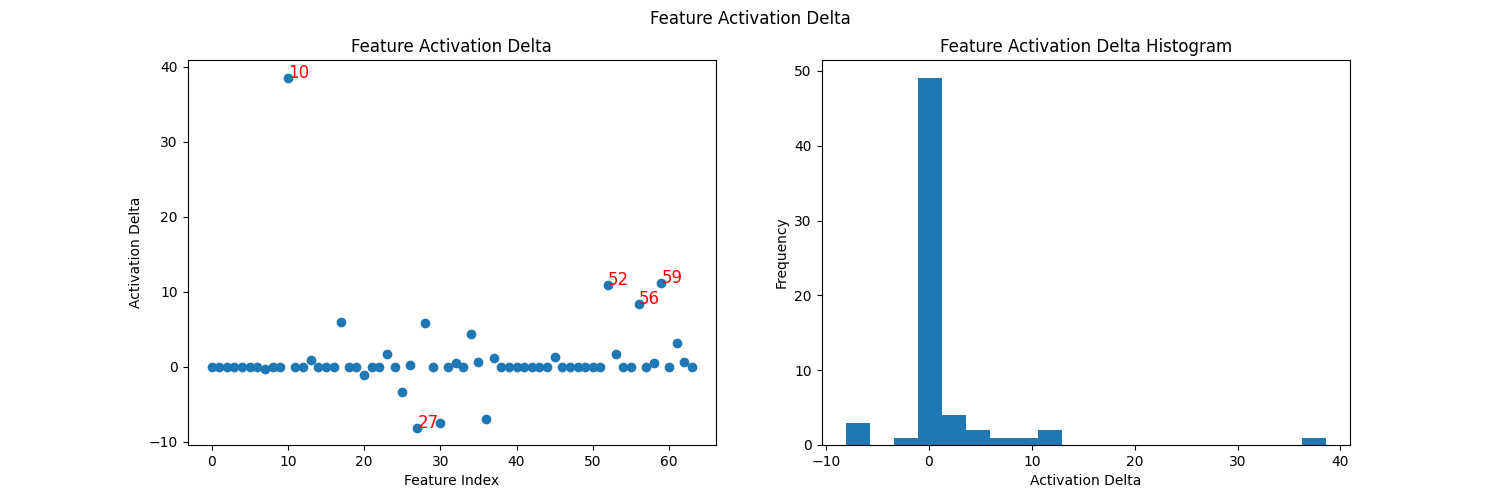 Feature Activation Delta
Feature Activation Delta
40
30
20
10
0
−10
Activation Delta
10
52
59
56
27
0 10 20 30 40 50 60
Feature Index
Feature Activation Delta Histogram
50
40
30
20
10
0
Frequency
−10 0 10 20 30 40
Activation Delta